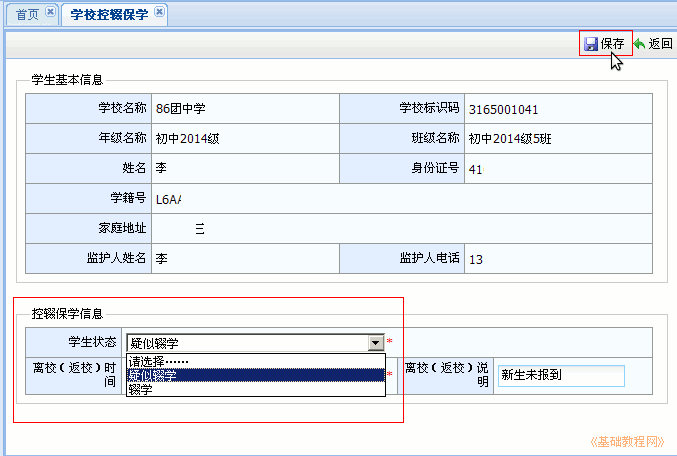 首页 学校控辍保学
保存 返回
学生基本信息
学校名称 86团中学 学校标识码 3165001041
年级名称 初中2014级 班级名称 初中2014级5班
姓名 李 身份证号 41
学籍号 L6AA
家庭地址 三
监护人姓名 李 监护人电话 13
控辍保学信息
学生状态 疑似辍学 *
请选择……
离校（返校）时间 疑似辍学 * 离校（返校）说明 新生未报到
辍学
《基础教程网》